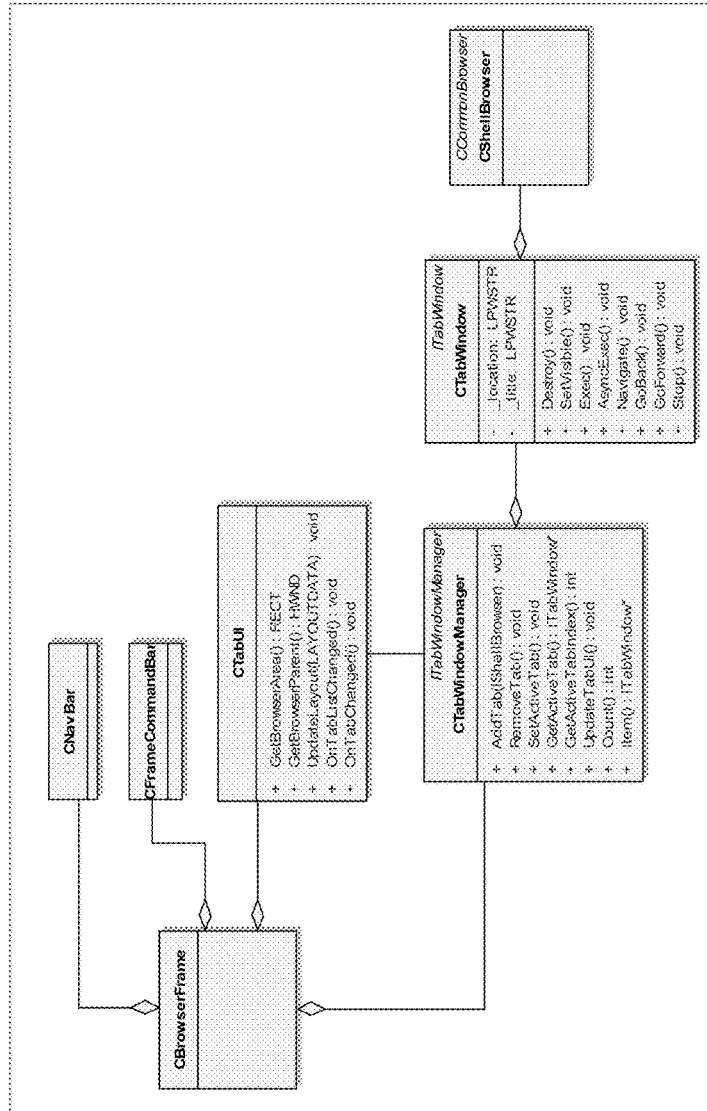 CBrowserFrame
CNavBar
CFrameCommandBar
CTabUI
+ GetBrowserArea() : RECT
+ GetBrowserParent() : HWND
+ UpdateLayout(LAYOUTDATA) : void
+ OnTabListChanged() : void
+ OnTabChanged() : void
ITabWindowManager
CTabWindowManager
+ AddTab(IShellBrowser) : void
+ RemoveTab() : void
+ SetActiveTab() : void
+ GetActiveTab() : ITabWindow*
+ GetActiveTabIndex() : int
+ UpdateTabUI() : void
+ Count() : int
+ Item() : ITabWindow*
ITabWindow
CTabWindow
- _location: LPWSTR
- _title: LPWSTR
+ Destroy() : void
+ SetVisible() : void
+ Exec() : void
+ AsyncExec() : void
+ Navigate() : void
+ GoBack() : void
+ GoForward() : void
+ Stop() : void
CCommonBrowser
CShellBrowser